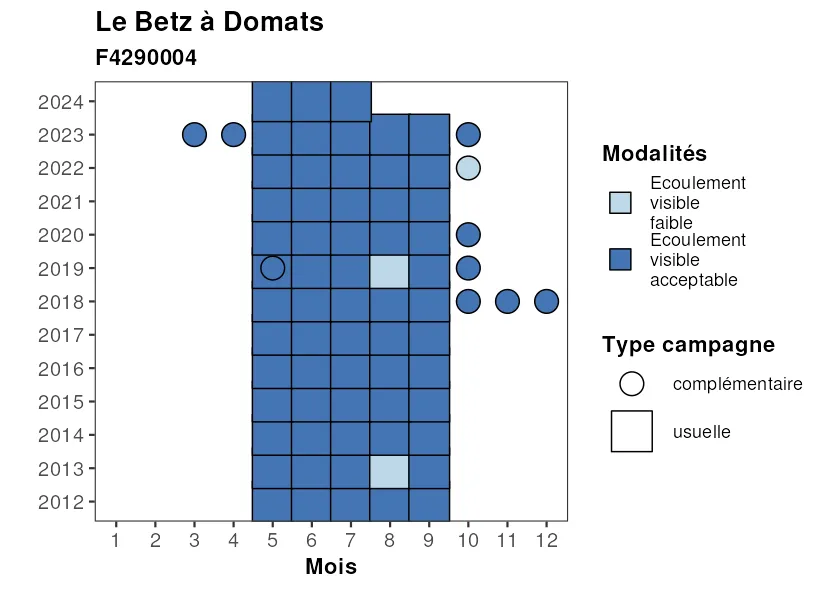 Le Betz à Domats
F4290004
2024
2023
2022
2021
2020
2019
2018
2017
2016
2015
2014
2013
2012
1 2 3 4 5 6 7 8 9 10 11 12
Mois
Modalités
Ecoulement
visible
faible
Ecoulement
visible
acceptable
Type campagne
complémentaire
usuelle